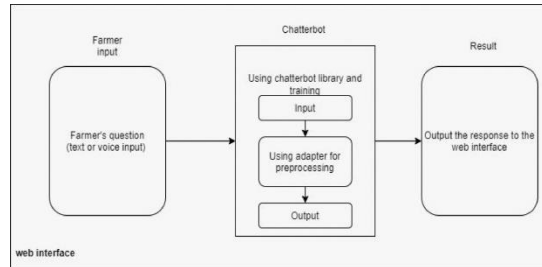 Farmer
input
Chatterbot
Result
Farmer's question
(text or voice input)
Using chatterbot library and
training
Input
Using adapter for
preprocessing
Output
Output the response to the
web interface
web interface